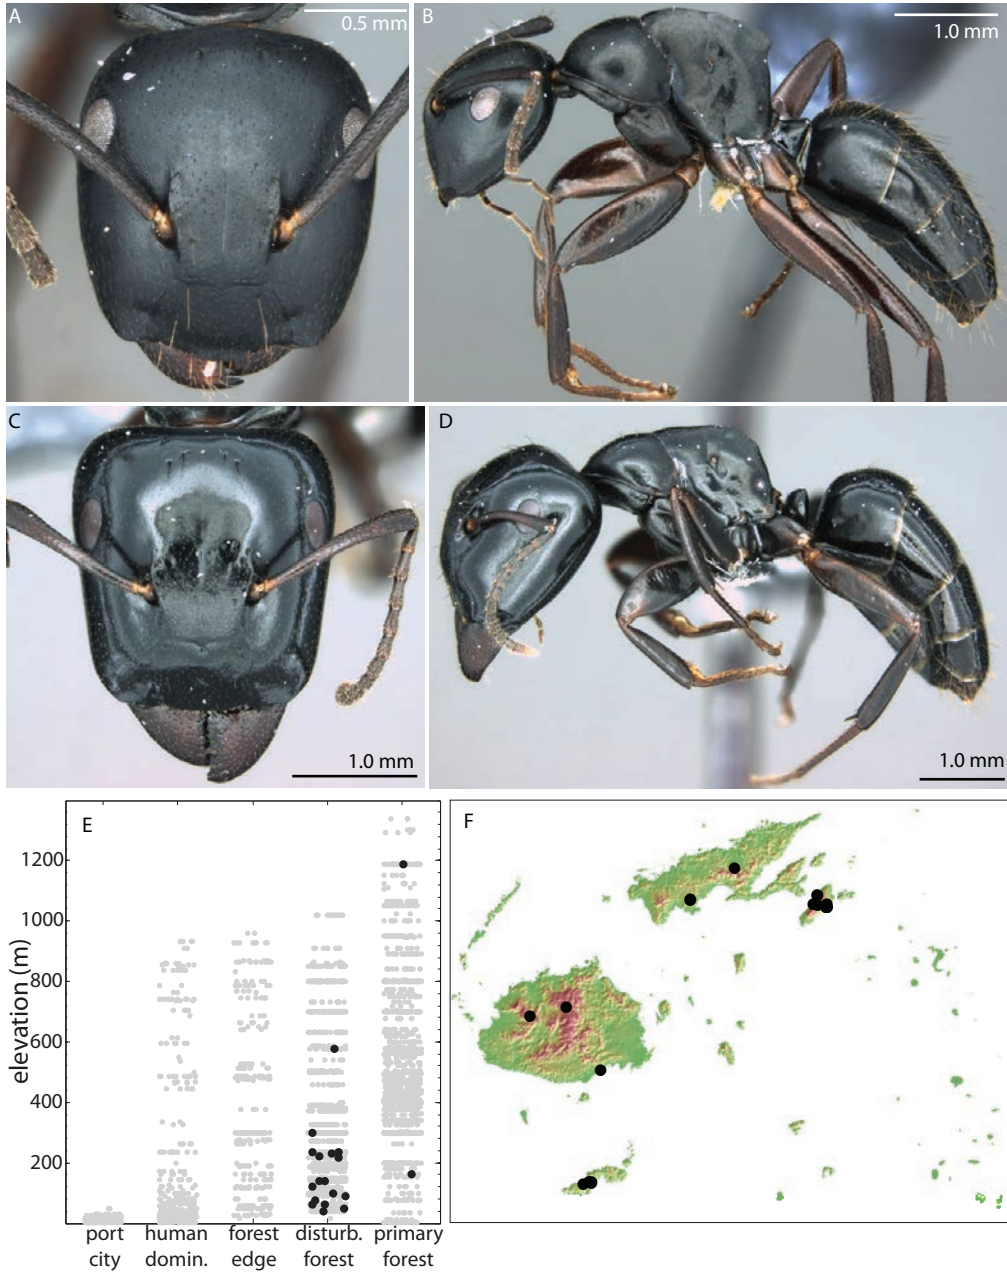 A
0.5 mm
B
1.0 mm
C
1.0 mm
D
1.0 mm
E
F
elevation (m)
1200
1000
800
600
400
200
port city
human domin.
forest edge
disturb. forest
primary forest